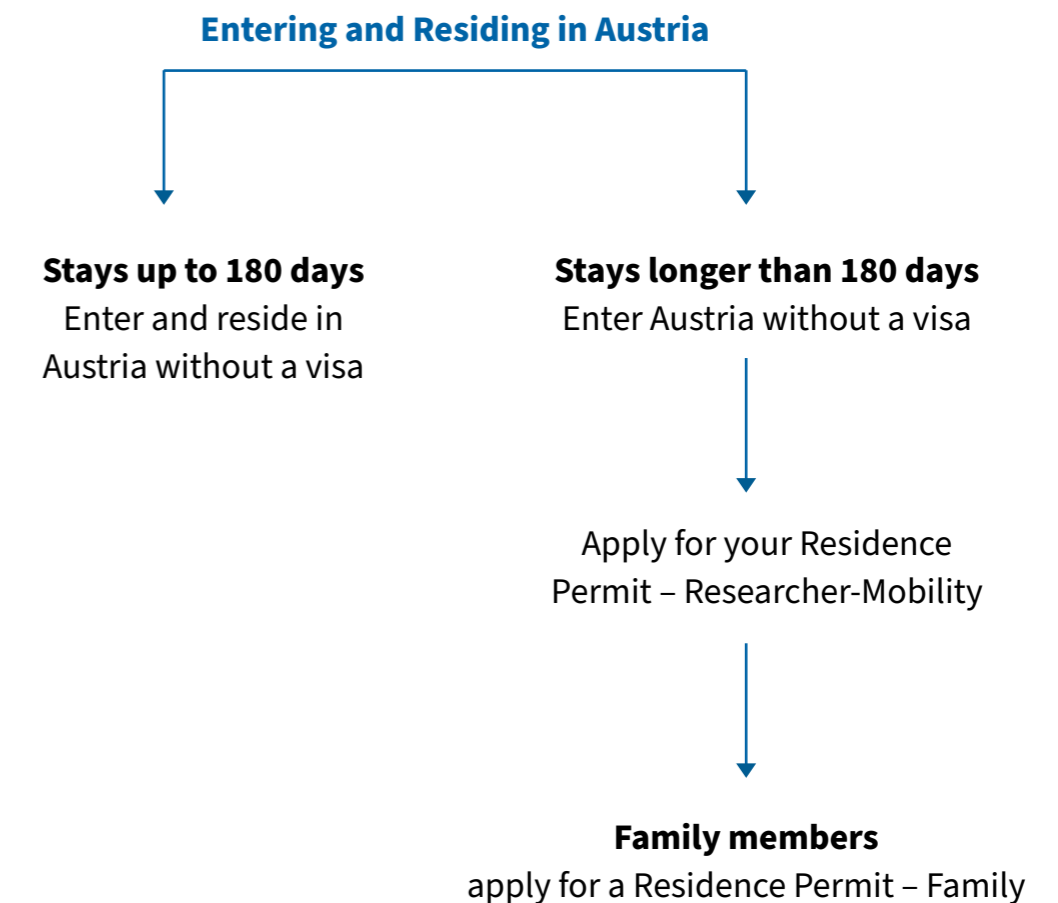 Entering and Residing in Austria
Stays up to 180 days
Enter and reside in
Austria without a visa
Stays longer than 180 days
Enter Austria without a visa
Apply for your Residence
Permit – Researcher-Mobility
Family members
apply for a Residence Permit – Family